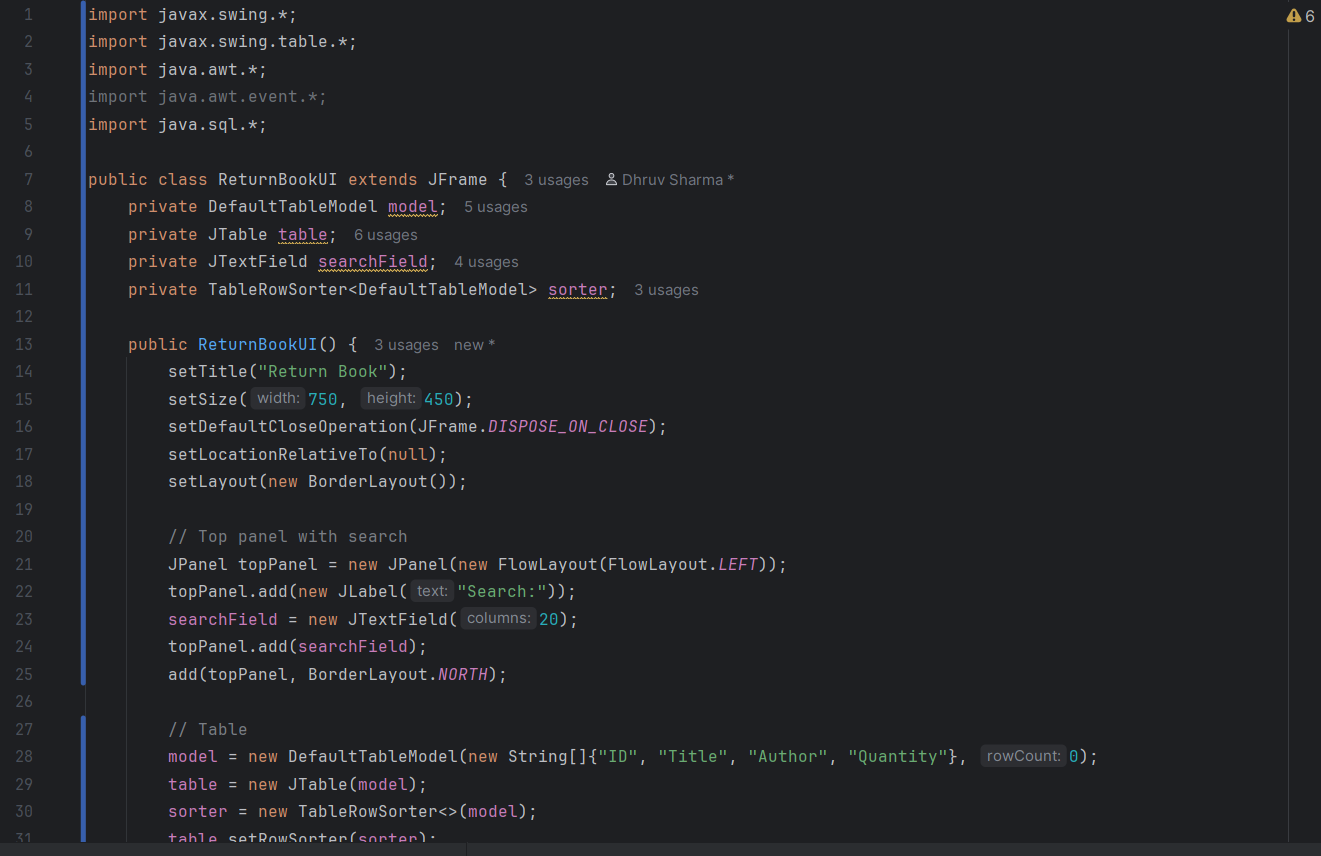 1 import javax.swing.*;
2 import javax.swing.table.*;
3 import java.awt.*;
4 import java.awt.event.*;
5 import java.sql.*;
6
7 public class ReturnBookUI extends JFrame { 3 usages Dhruv Sharma *
8 private DefaultTableModel model; 5 usages
9 private JTable table; 6 usages
10 private JTextField searchField; 4 usages
11 private TableRowSorter<DefaultTableModel> sorter; 3 usages
12
13 public ReturnBookUI() { 3 usages new *
14 setTitle("Return Book");
15 setSize( width: 750, height: 450);
16 setDefaultCloseOperation(JFrame.DISPOSE_ON_CLOSE);
17 setLocationRelativeTo(null);
18 setLayout(new BorderLayout());
19
20 // Top panel with search
21 JPanel topPanel = new JPanel(new FlowLayout(FlowLayout.LEFT));
22 topPanel.add(new JLabel( text: "Search:"));
23 searchField = new JTextField( columns: 20);
24 topPanel.add(searchField);
25 add(topPanel, BorderLayout.NORTH);
26
27 // Table
28 model = new DefaultTableModel(new String[]{"ID", "Title", "Author", "Quantity"}, rowCount: 0);
29 table = new JTable(model);
30 sorter = new TableRowSorter<>(model);
31 table.setRowSorter(sorter);
6